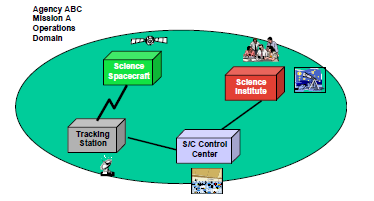 Agency ABC
Mission A
Operations
Domain
Science
Spacecraft
Science
Institute
Tracking
Station
S/C Control
Center